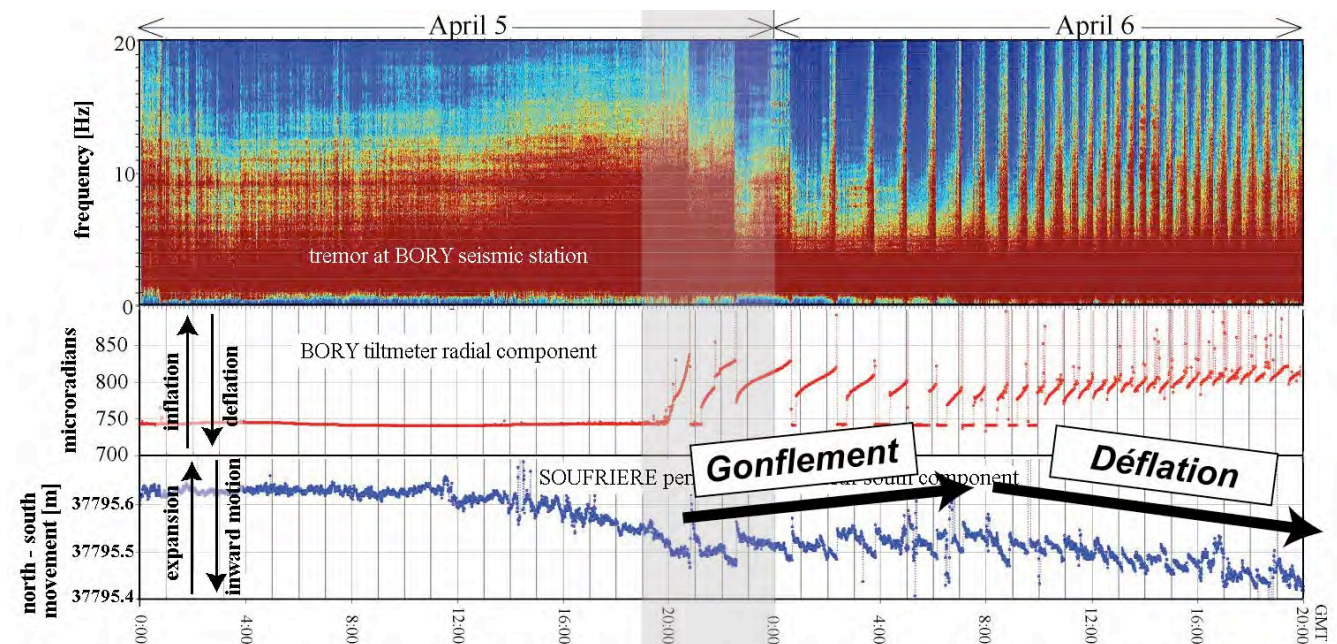 April 5
April 6
20
10
0
frequency [Hz]
tremor at BORY seismic station
microradians
850
800
750
700
inflation
deflation
BORY tiltmeter radial component
north - south
movement [m]
37795.6
37795.5
37795.4
expansion
inward motion
SOUFRIERE component
Gonflement
Déflation
0:00
4:00
12:00
16:00
20:00
0:00
4:00
8:00
12:00
16:00
20:00
GMT